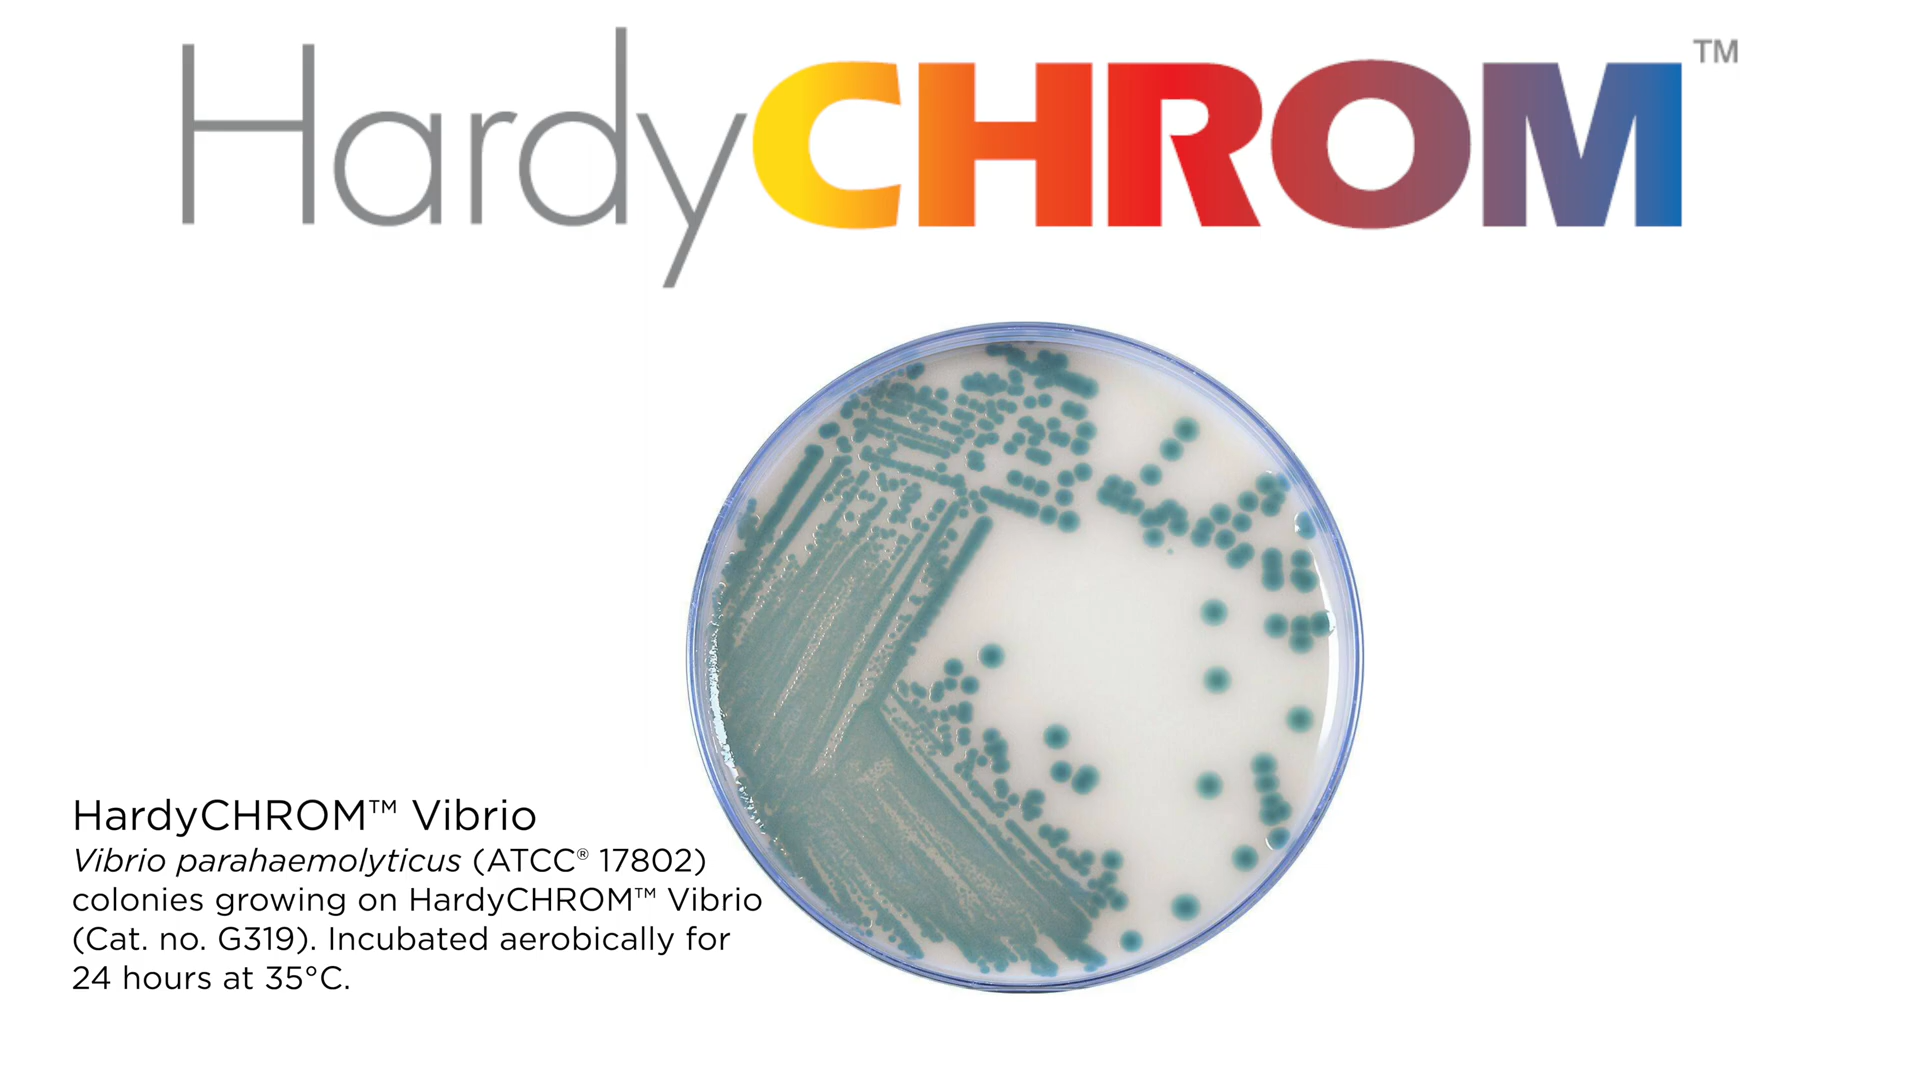 HardyCHROM™
HardyCHROM™ Vibrio
Vibrio parahaemolyticus (ATCC® 17802)
colonies growing on HardyCHROM™ Vibrio
(Cat. no. G319). Incubated aerobically for
24 hours at 35°C.